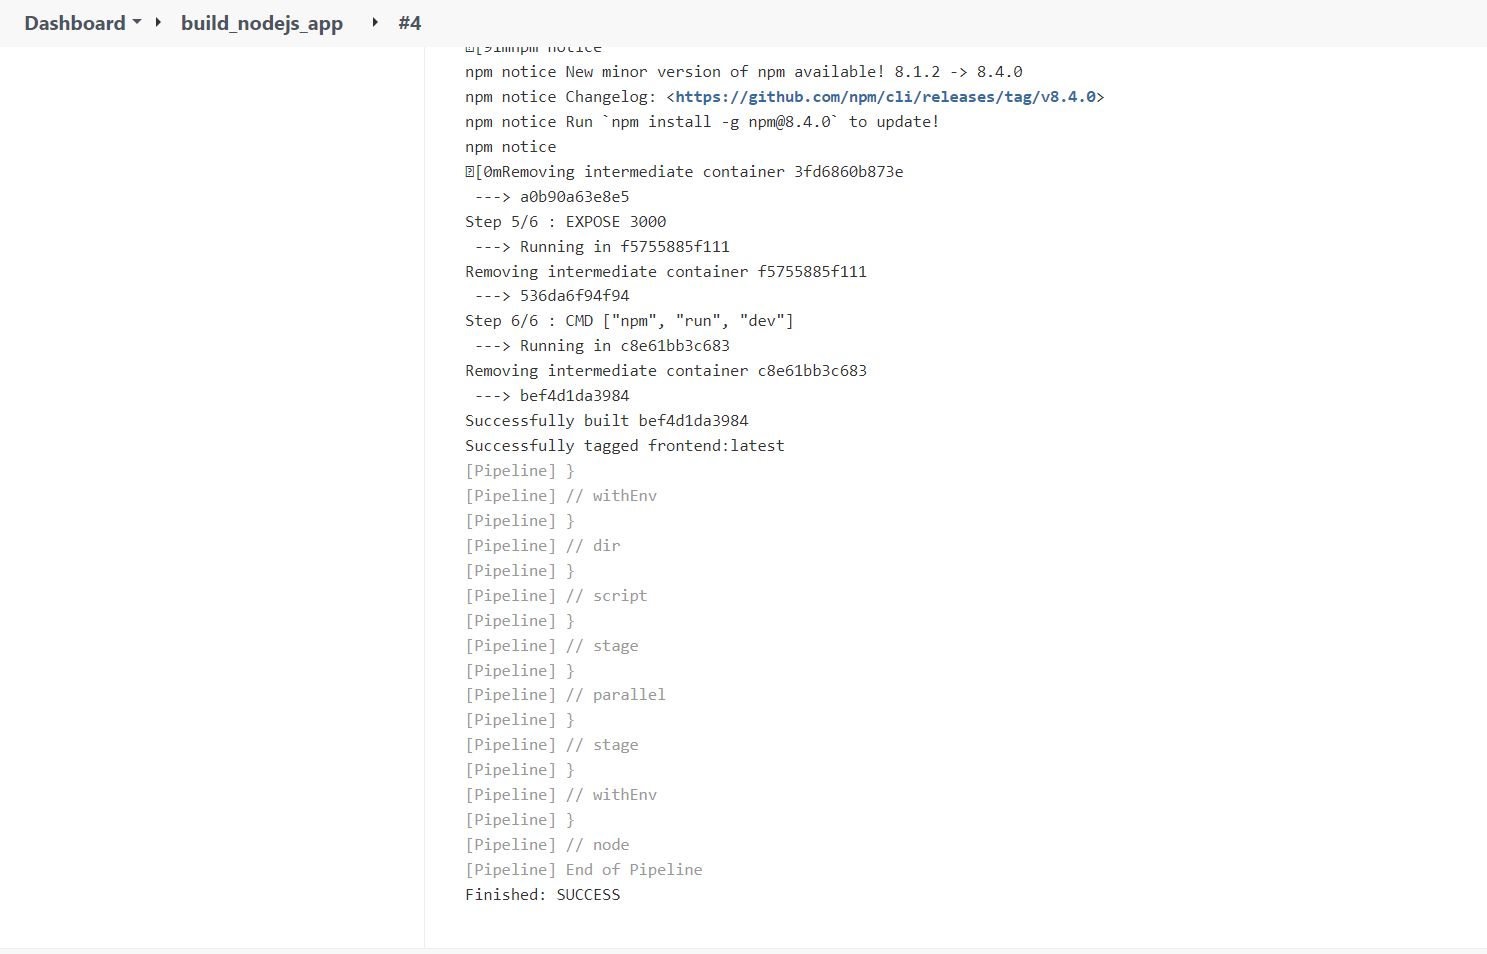 Dashboard build_nodejs_app #4
[91mnpm notice
npm notice New minor version of npm available! 8.1.2 -> 8.4.0
npm notice Changelog: <https://github.com/npm/cli/releases/tag/v8.4.0>
npm notice Run `npm install -g npm@8.4.0` to update!
npm notice
[0mRemoving intermediate container 3fd6860b873e
---> a0b90a63e8e5
Step 5/6 : EXPOSE 3000
---> Running in f5755885f111
Removing intermediate container f5755885f111
---> 536da6f94f94
Step 6/6 : CMD ["npm", "run", "dev"]
---> Running in c8e61bb3c683
Removing intermediate container c8e61bb3c683
---> bef4d1da3984
Successfully built bef4d1da3984
Successfully tagged frontend:latest
[Pipeline] }
[Pipeline] // withEnv
[Pipeline] }
[Pipeline] // dir
[Pipeline] }
[Pipeline] // script
[Pipeline] }
[Pipeline] // stage
[Pipeline] }
[Pipeline] // parallel
[Pipeline] }
[Pipeline] // stage
[Pipeline] }
[Pipeline] // withEnv
[Pipeline] }
[Pipeline] // node
[Pipeline] End of Pipeline
Finished: SUCCESS